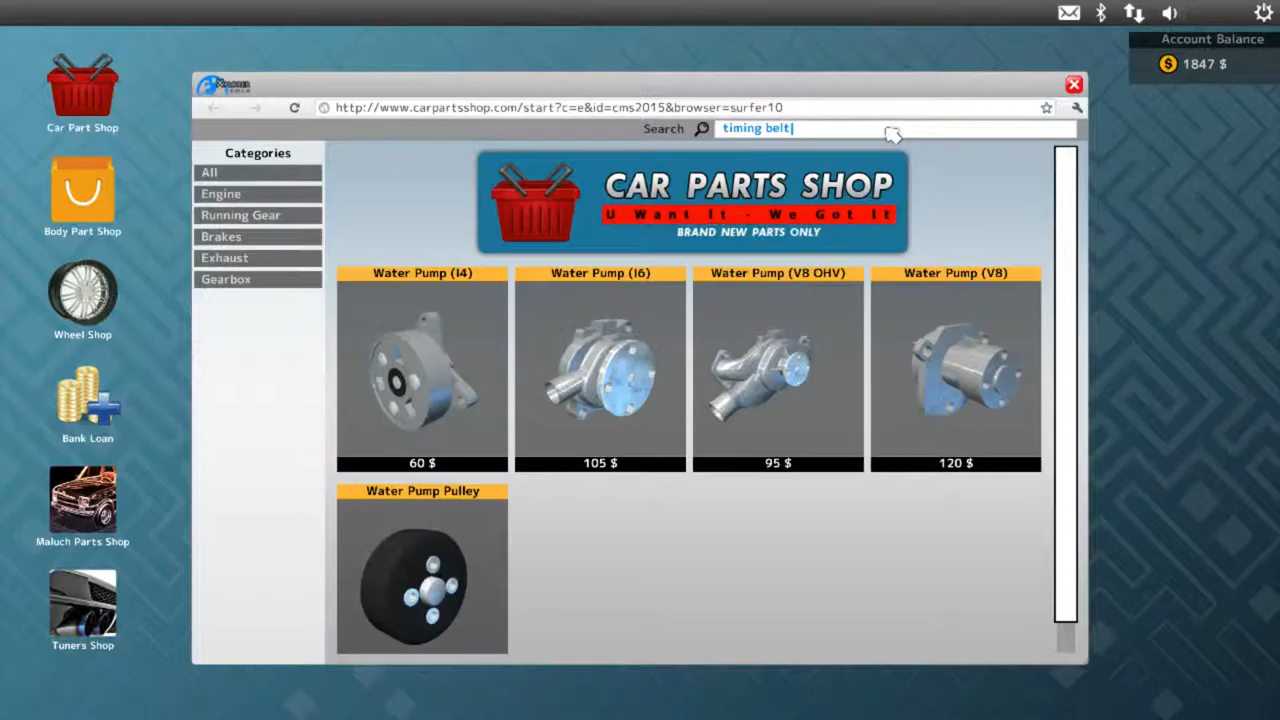 Account Balance
1847 $
Car Part Shop
Body Part Shop
Wheel Shop
Bank Loan
Maluch Parts Shop
Tuners Shop
http://www.carpartsshop.com/start?c=e&id=cms2015&browser=surfer10
Search
timing belt
Categories
All
Engine
Running Gear
Brakes
Exhaust
Gearbox
CAR PARTS SHOP
U Want It - We Got It
BRAND NEW PARTS ONLY
Water Pump (I4)
60 $
Water Pump (I6)
105 $
Water Pump (V8 OHV)
95 $
Water Pump (V8)
120 $
Water Pump Pulley